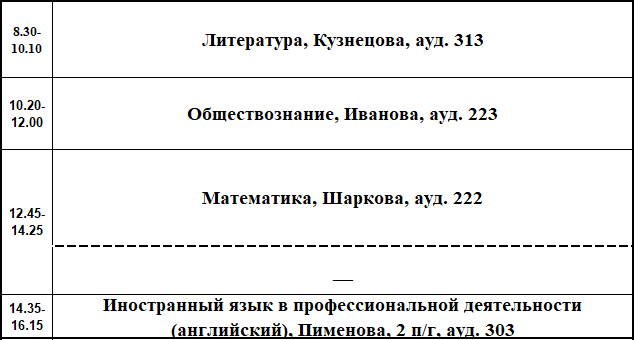 8.30-
10.10
Литература, Кузнецова, ауд. 313
10.20-
12.00
Обществознание, Иванова, ауд. 223
12.45-
14.25
Математика, Шаркова, ауд. 222
—
14.35-
16.15
Иностранный язык в профессиональной деятельности
(английский), Пименова, 2 п/г, ауд. 303